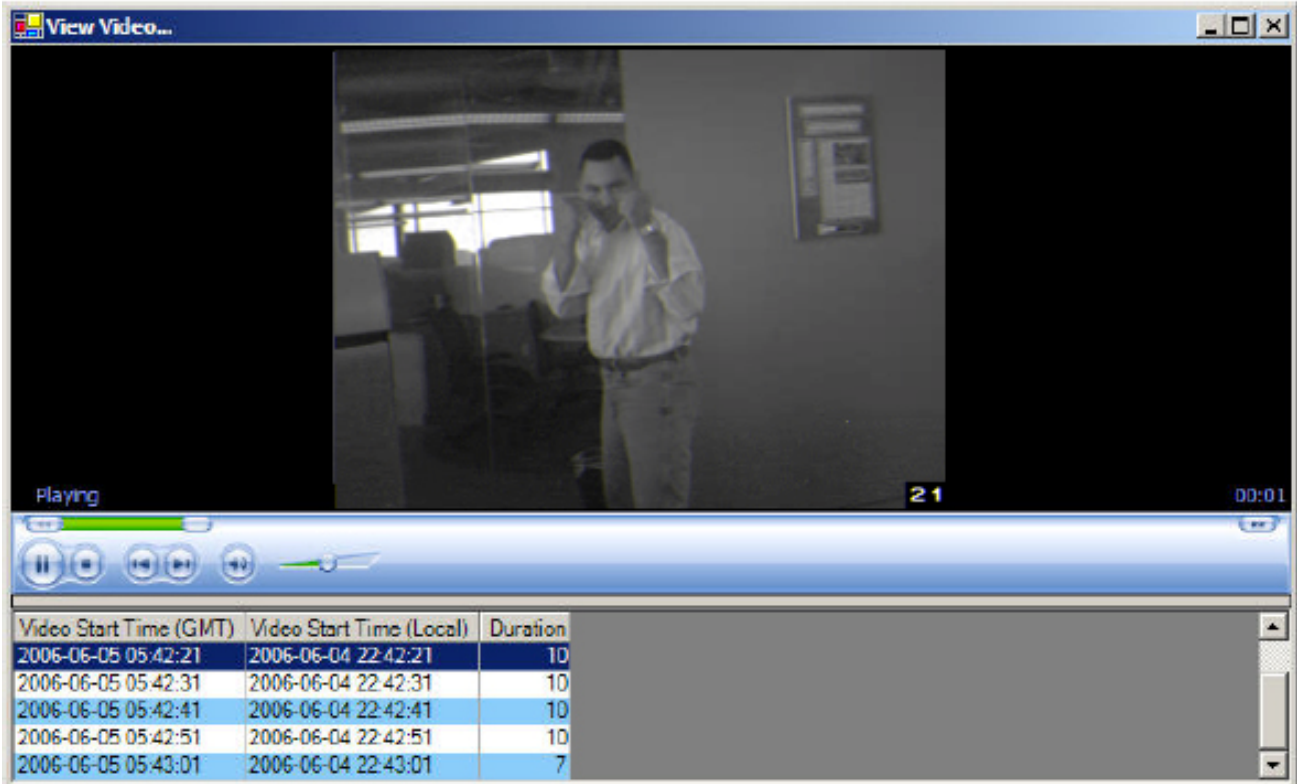 View Video...
Playing
21
00:01
Video Start Time (GMT) Video Start Time (Local) Duration
2006-06-05 05:42:21 2006-06-04 22:42:21 10
2006-06-05 05:42:31 2006-06-04 22:42:31 10
2006-06-05 05:42:41 2006-06-04 22:42:41 10
2006-06-05 05:42:51 2006-06-04 22:42:51 10
2006-06-05 05:43:01 2006-06-04 22:43:01 7